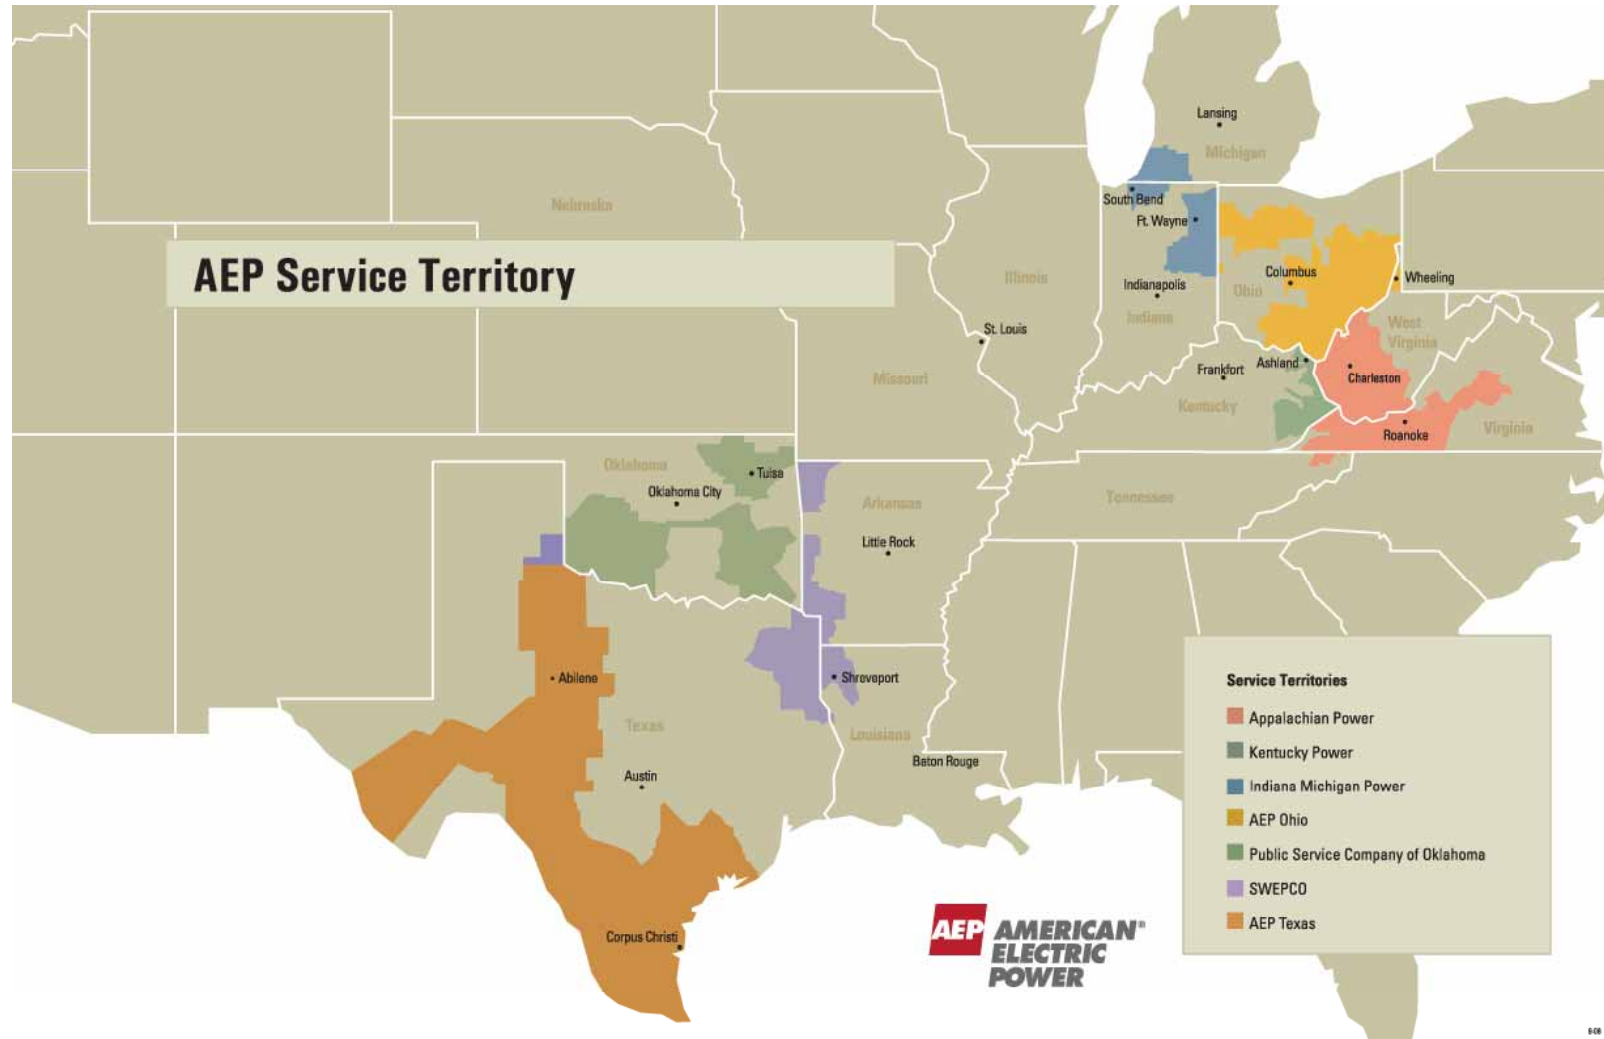 Lansing
Michigan
Nebraska
South Bend
Ft. Wayne
AEP Service Territory
Illinois
Columbus
Wheeling
Indianapolis
Ohio
Indiana
St. Louis
West
Virginia
Missouri
Frankfort
Ashland
Charleston
Kentucky
Roanoke
Virginia
Oklahoma
Tulsa
Oklahoma City
Arkansas
Tennessee
Little Rock
Abilene
Shreveport
Texas
Louisiana
Baton Rouge
Austin
Corpus Christi
Service Territories
Appalachian Power
Kentucky Power
Indiana Michigan Power
AEP Ohio
Public Service Company of Oklahoma
SWEPCO
AEP Texas
AEP AMERICAN®
ELECTRIC
POWER